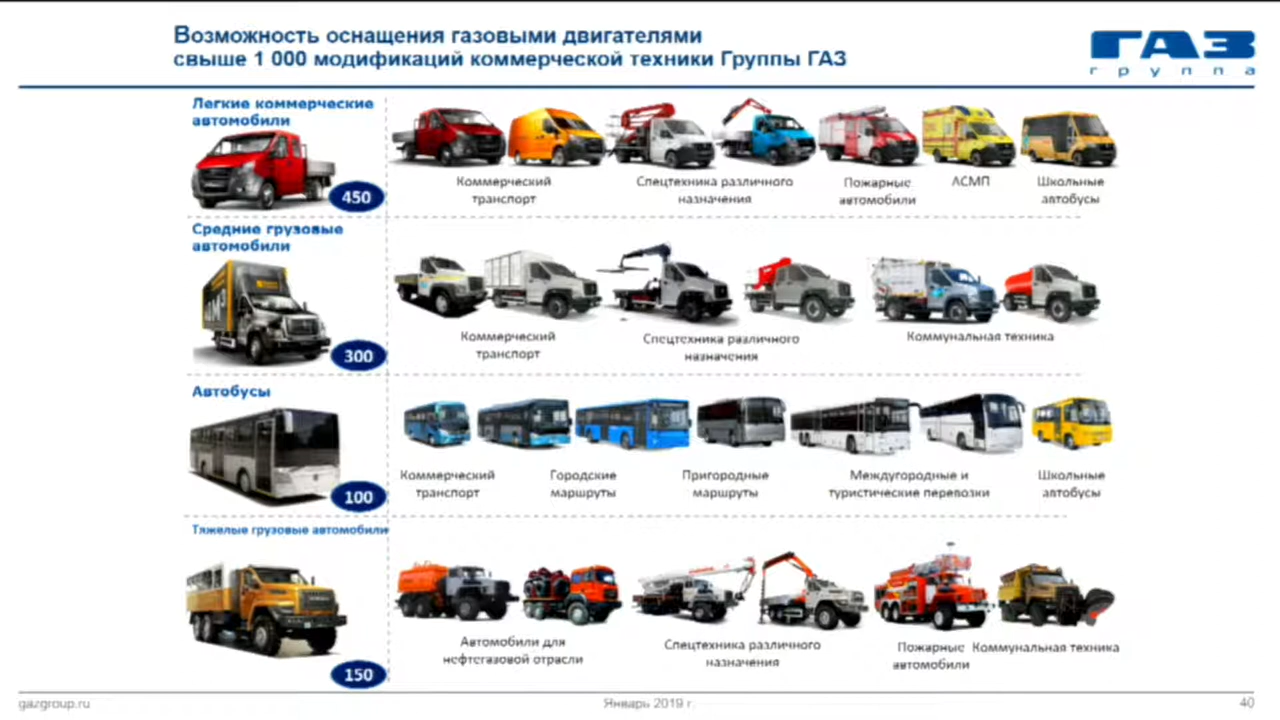 Возможность оснащения газовыми двигателями
свыше 1 000 модификаций коммерческой техники Группы ГАЗ
ГАЗ
группа
Легкие коммерческие
автомобили
450
Коммерческий
транспорт
Спецтехника различного
назначения
Пожарные
автомобили
АСМП
Школьные
автобусы
Средние грузовые
автомобили
300
Коммерческий
транспорт
Спецтехника различного
назначения
Коммунальная техника
Автобусы
100
Коммерческий
транспорт
Городские
маршруты
Пригородные
маршруты
Междугородные и
туристические перевозки
Школьные
автобусы
Тяжелые грузовые автомобили
150
Автомобили для
нефтегазовой отрасли
Спецтехника различного
назначения
Пожарные
автомобили
Коммунальная техника
gazgroup.ru
Январь 2019 г.
40